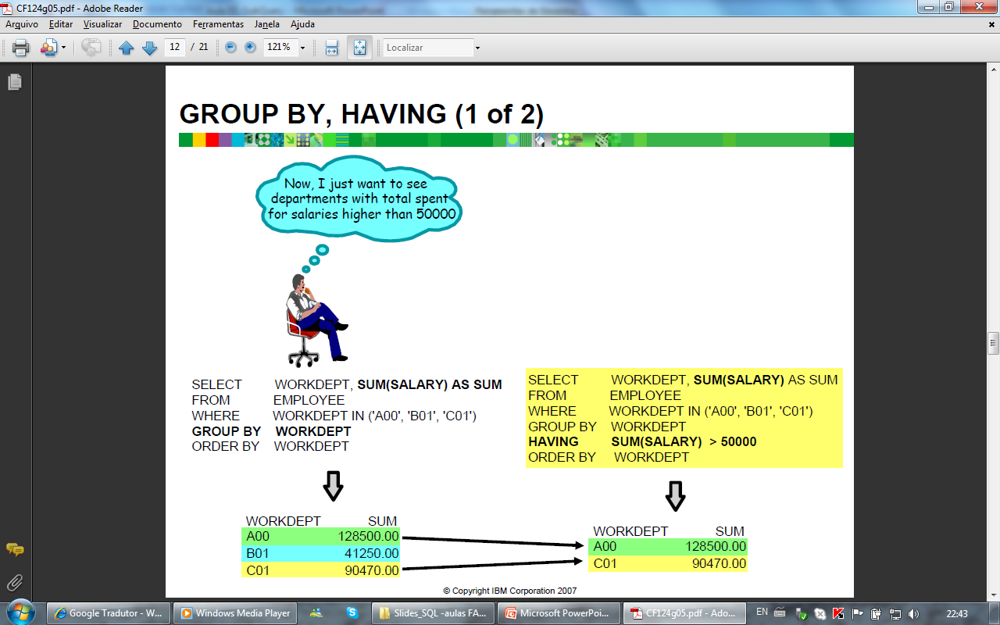 CF124g05.pdf - Adobe Reader
Arquivo Editar Visualizar Documento Ferramentas Janela Ajuda
12 / 21 121% Localizar
GROUP BY, HAVING (1 of 2)
Now, I just want to see
departments with total spent
for salaries higher than 50000
SELECT WORKDEPT, SUM(SALARY) AS SUM
FROM EMPLOYEE
WHERE WORKDEPT IN ('A00', 'B01', 'C01')
GROUP BY WORKDEPT
ORDER BY WORKDEPT
SELECT WORKDEPT, SUM(SALARY) AS SUM
FROM EMPLOYEE
WHERE WORKDEPT IN ('A00', 'B01', 'C01')
GROUP BY WORKDEPT
HAVING SUM(SALARY) > 50000
ORDER BY WORKDEPT
WORKDEPT SUM
A00 128500.00
B01 41250.00
C01 90470.00
WORKDEPT SUM
A00 128500.00
C01 90470.00
© Copyright IBM Corporation 2007
Google Tradutor - W... Windows Media Player Slides_SQL -aulas FA... Microsoft PowerPoi... CF124g05.pdf - Ado... EN 22:43